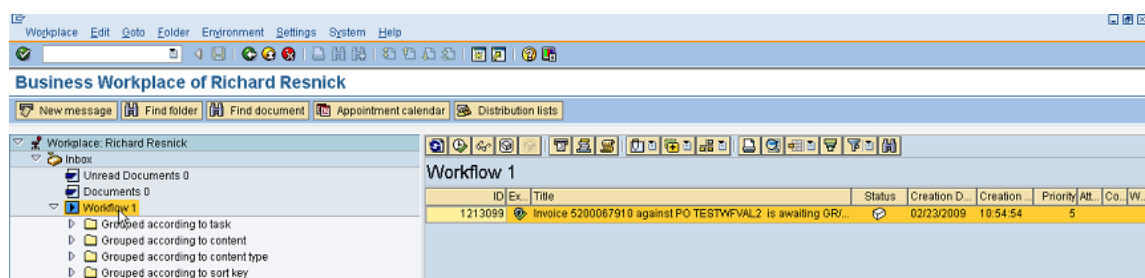 Workplace Edit Goto Folder Environment Settings System Help
Business Workplace of Richard Resnick
New message Find folder Find document Appointment calendar Distribution lists
Workplace: Richard Resnick
Inbox
Unread Documents 0
Documents 0
Workflow 1
Grouped according to task
Grouped according to content
Grouped according to content type
Grouped according to sort key
Workflow 1
ID Ex... Title Status Creation D... Creation ... Priority Att... Co... W...
1213099 Invoice 5200067910 against PO TESTWFVAL2 is awaiting GR/... 02/23/2009 10:54:54 5